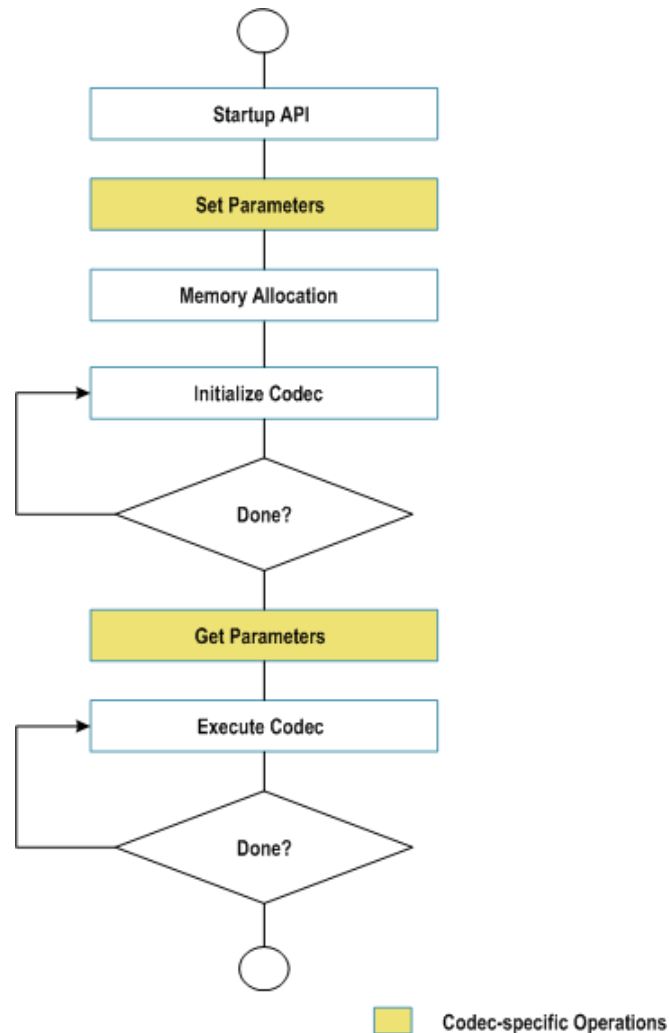 Startup API
Set Parameters
Memory Allocation
Initialize Codec
Done?
Get Parameters
Execute Codec
Done?
Codec-specific Operations